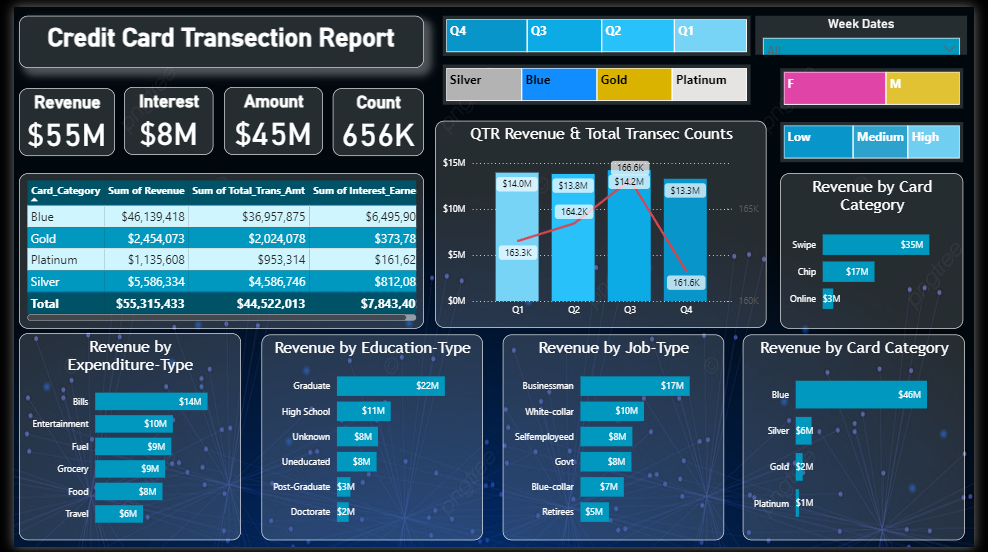 Credit Card Transection Report
Q4 Q3 Q2 Q1
Week Dates
All
Silver Blue Gold Platinum
F M
Revenue
$55M
Interest
$8M
Amount
$45M
Count
656K
Low Medium High
Card_Category Sum of Revenue Sum of Total_Trans_Amt Sum of Interest_Earne
Blue $46,139,418 $36,957,875 $6,495,90
Gold $2,454,073 $2,024,078 $373,78
Platinum $1,135,608 $953,314 $161,62
Silver $5,586,334 $4,586,746 $812,08
Total $55,315,433 $44,522,013 $7,843,40
QTR Revenue & Total Transec Counts
$15M
$10M
$5M
$0M
165K
160K
$14.0M
$13.8M
$14.2M
$13.3M
163.3K
164.2K
166.6K
161.6K
Q1 Q2 Q3 Q4
Revenue by Card
Category
Swipe $35M
Chip $17M
Online $3M
Revenue by
Expenditure-Type
Bills $14M
Entertainment $10M
Fuel $9M
Grocery $9M
Food $8M
Travel $6M
Revenue by Education-Type
Graduate $22M
High School $11M
Unknown $8M
Uneducated $8M
Post-Graduate $3M
Doctorate $2M
Revenue by Job-Type
Businessman $17M
White-collar $10M
Selfemployeed $8M
Govt $8M
Blue-collar $7M
Retirees $5M
Revenue by Card Category
Blue $46M
Silver $6M
Gold $2M
Platinum $1M
pngtree